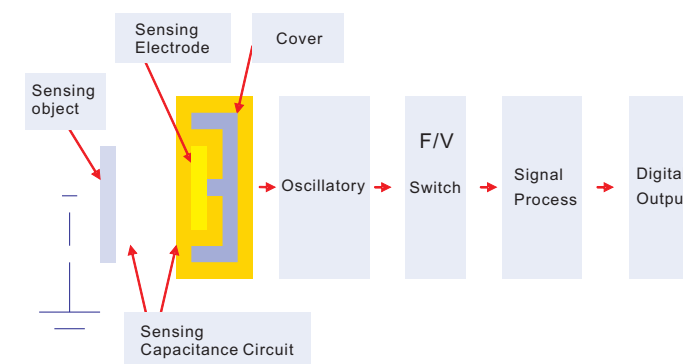 Sensing
Electrode
Cover
Sensing
object
Oscillatory
F/V
Switch
Signal
Process
Digita
Outpu
Sensing
Capacitance Circuit